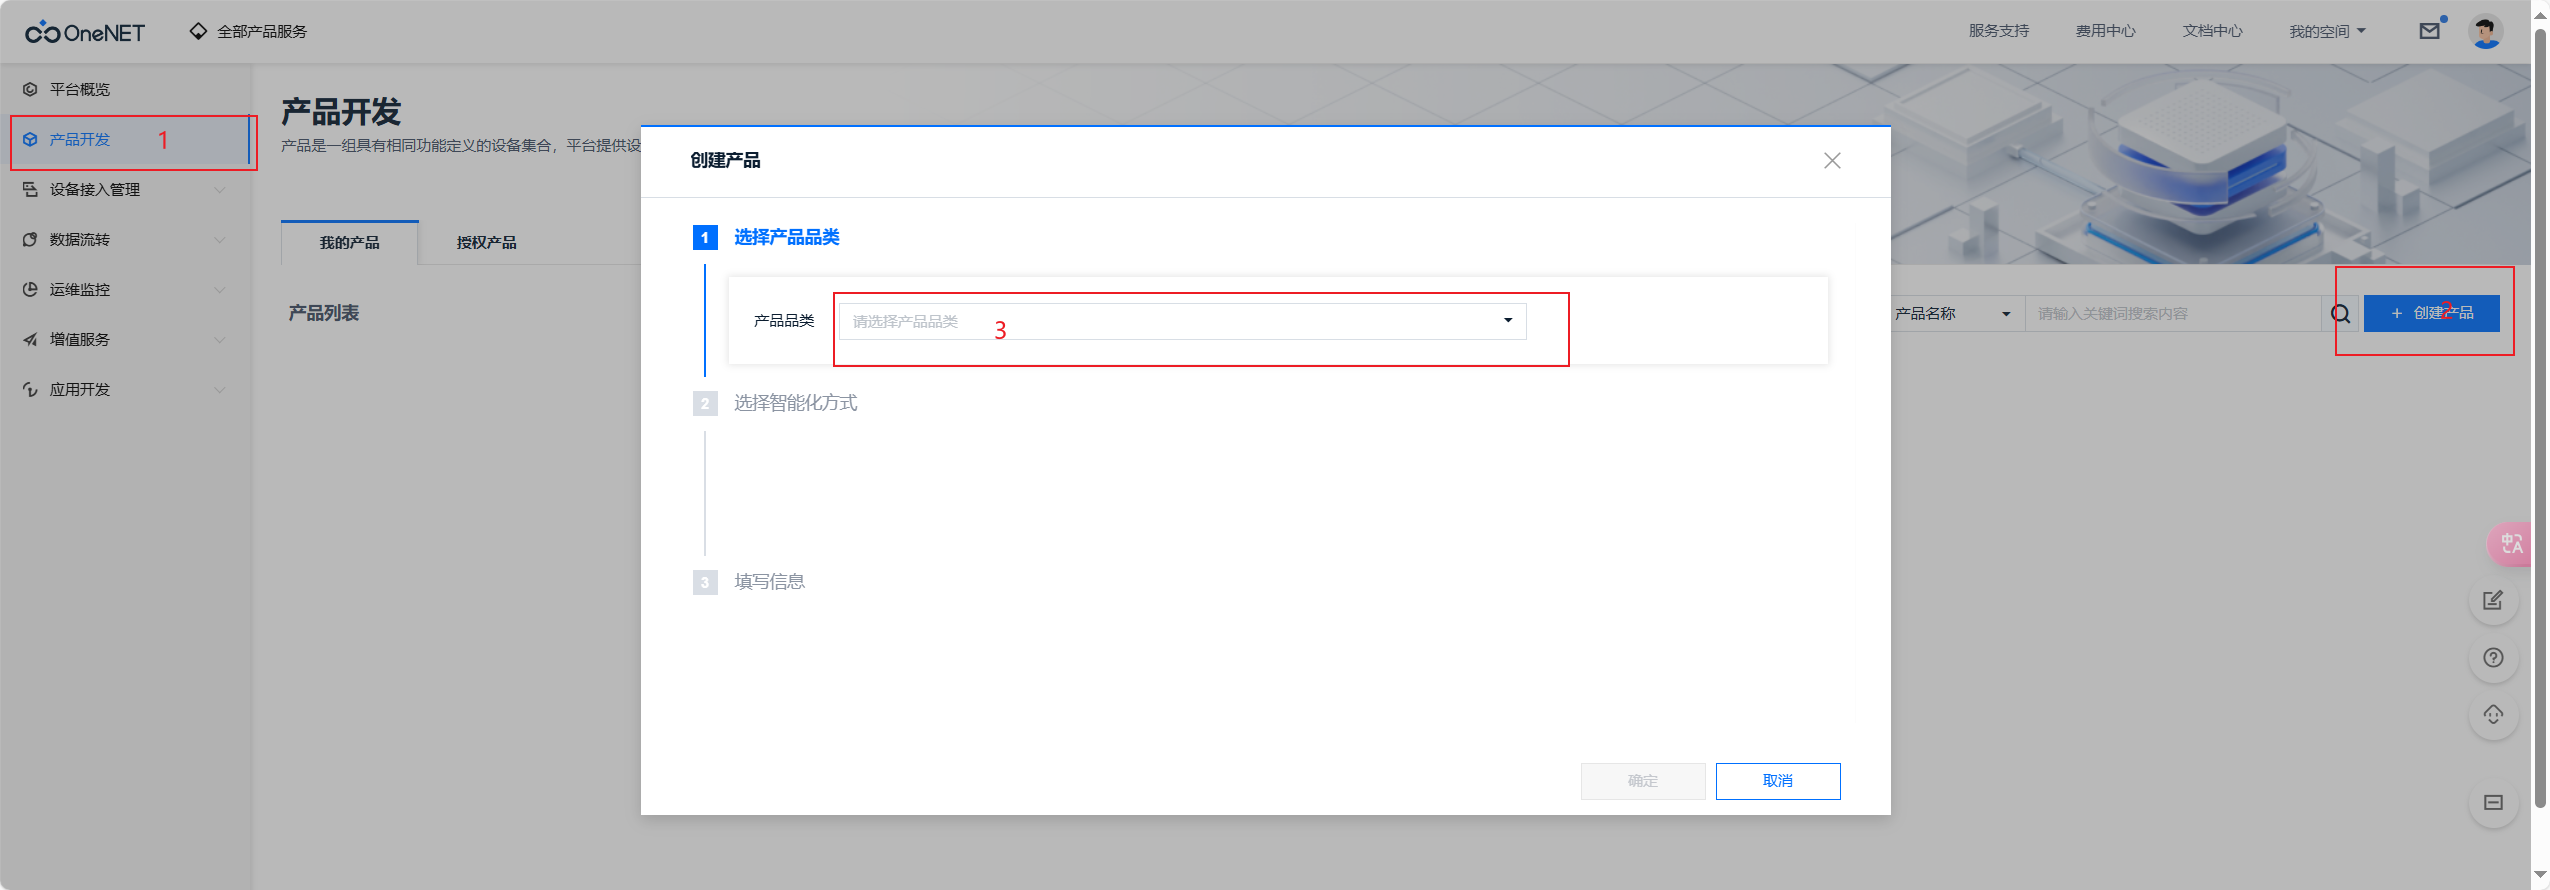 OneNET
全部产品服务
服务支持
费用中心
文档中心
我的空间
平台概览
产品开发
1
设备接入管理
数据流转
运维监控
增值服务
应用开发
产品开发
产品是一组具有相同功能定义的设备集合，平台提供设
我的产品
授权产品
产品列表
产品名称
请输入关键词搜索内容
+ 创建产品
2
创建产品
1 选择产品品类
产品品类
请选择产品品类
3
2 选择智能化方式
3 填写信息
确定
取消
中A